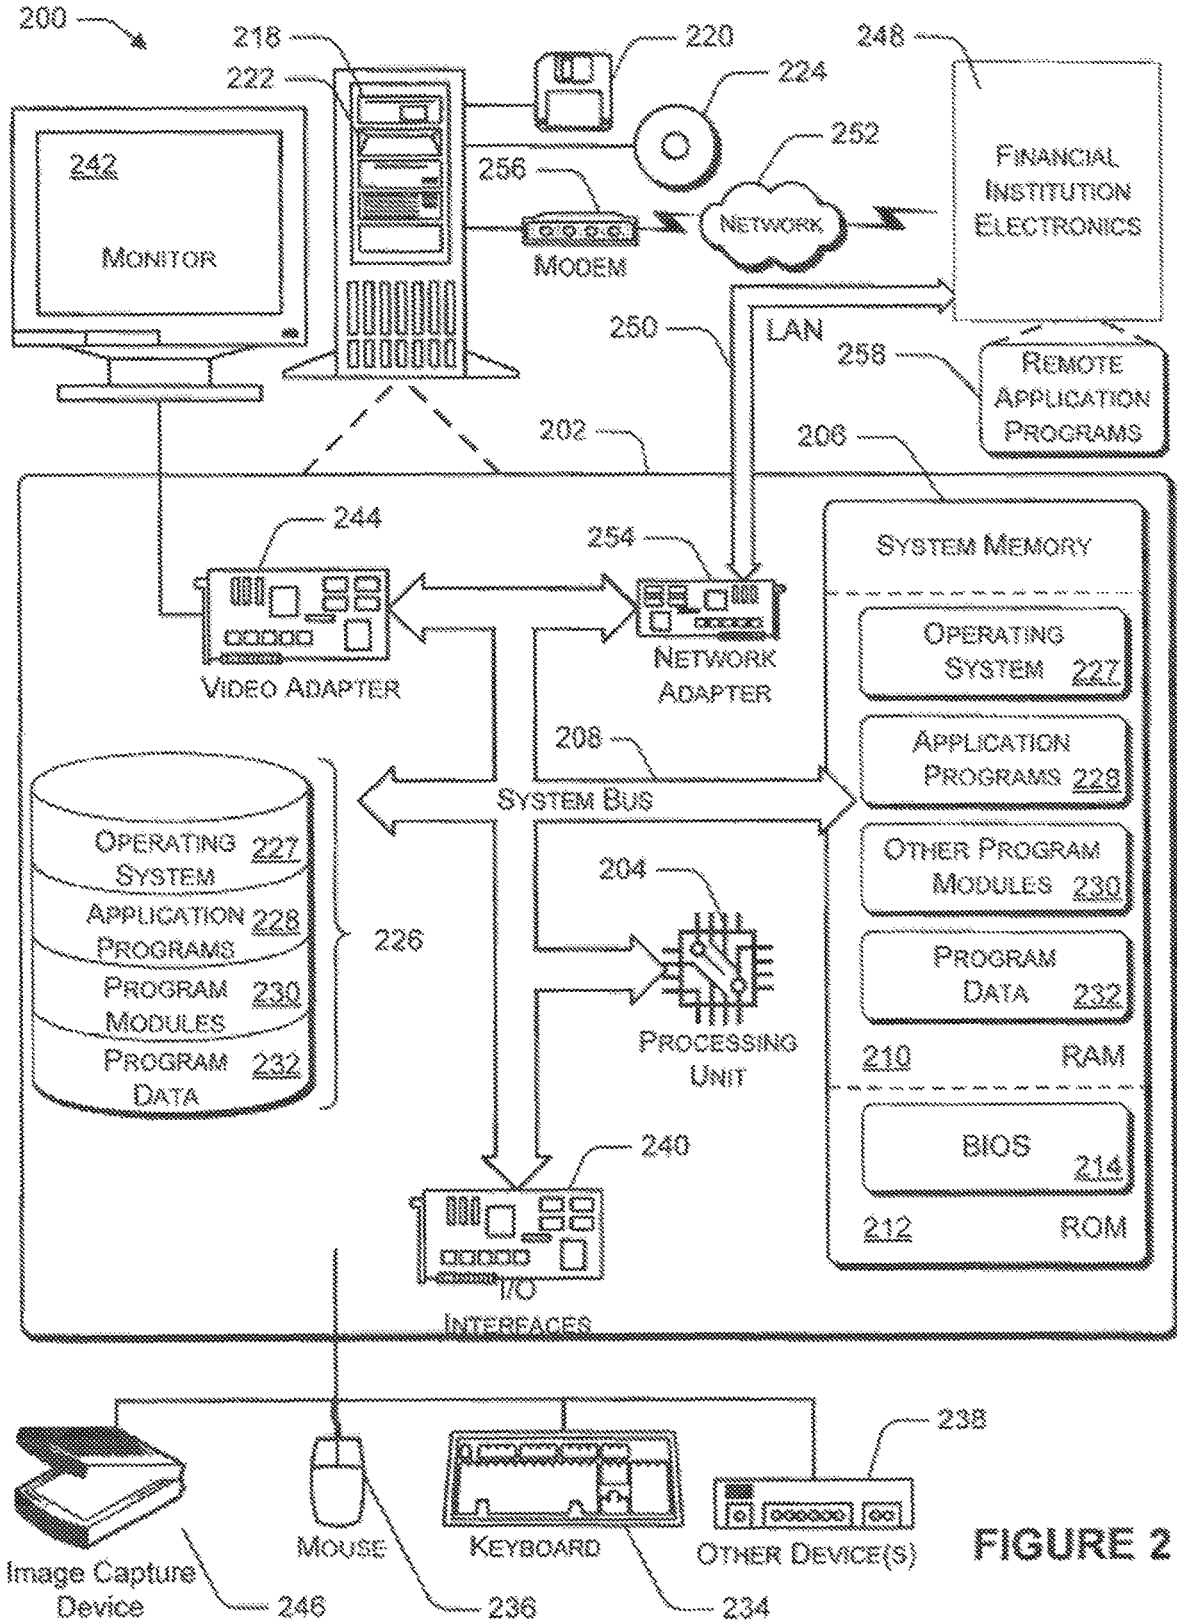 200
218
222
220
224
248
242
MONITOR
256
252
FINANCIAL
INSTITUTION
ELECTRONICS
NETWORK
MODEM
250
LAN
258
REMOTE
APPLICATION
PROGRAMS
202
206
244
254
SYSTEM MEMORY
VIDEO ADAPTER
NETWORK
ADAPTER
OPERATING
SYSTEM 227
208
SYSTEM BUS
APPLICATION
PROGRAMS 228
OPERATING 227
SYSTEM
APPLICATION 228
PROGRAMS
PROGRAM 230
MODULES
PROGRAM 232
DATA
226
204
PROCESSING
UNIT
OTHER PROGRAM
MODULES 230
PROGRAM
DATA 232
210 RAM
BIOS
214
212 ROM
240
I/O
INTERFACES
238
Image Capture
Device
246
MOUSE
236
KEYBOARD
234
OTHER DEVICE(S)
FIGURE 2